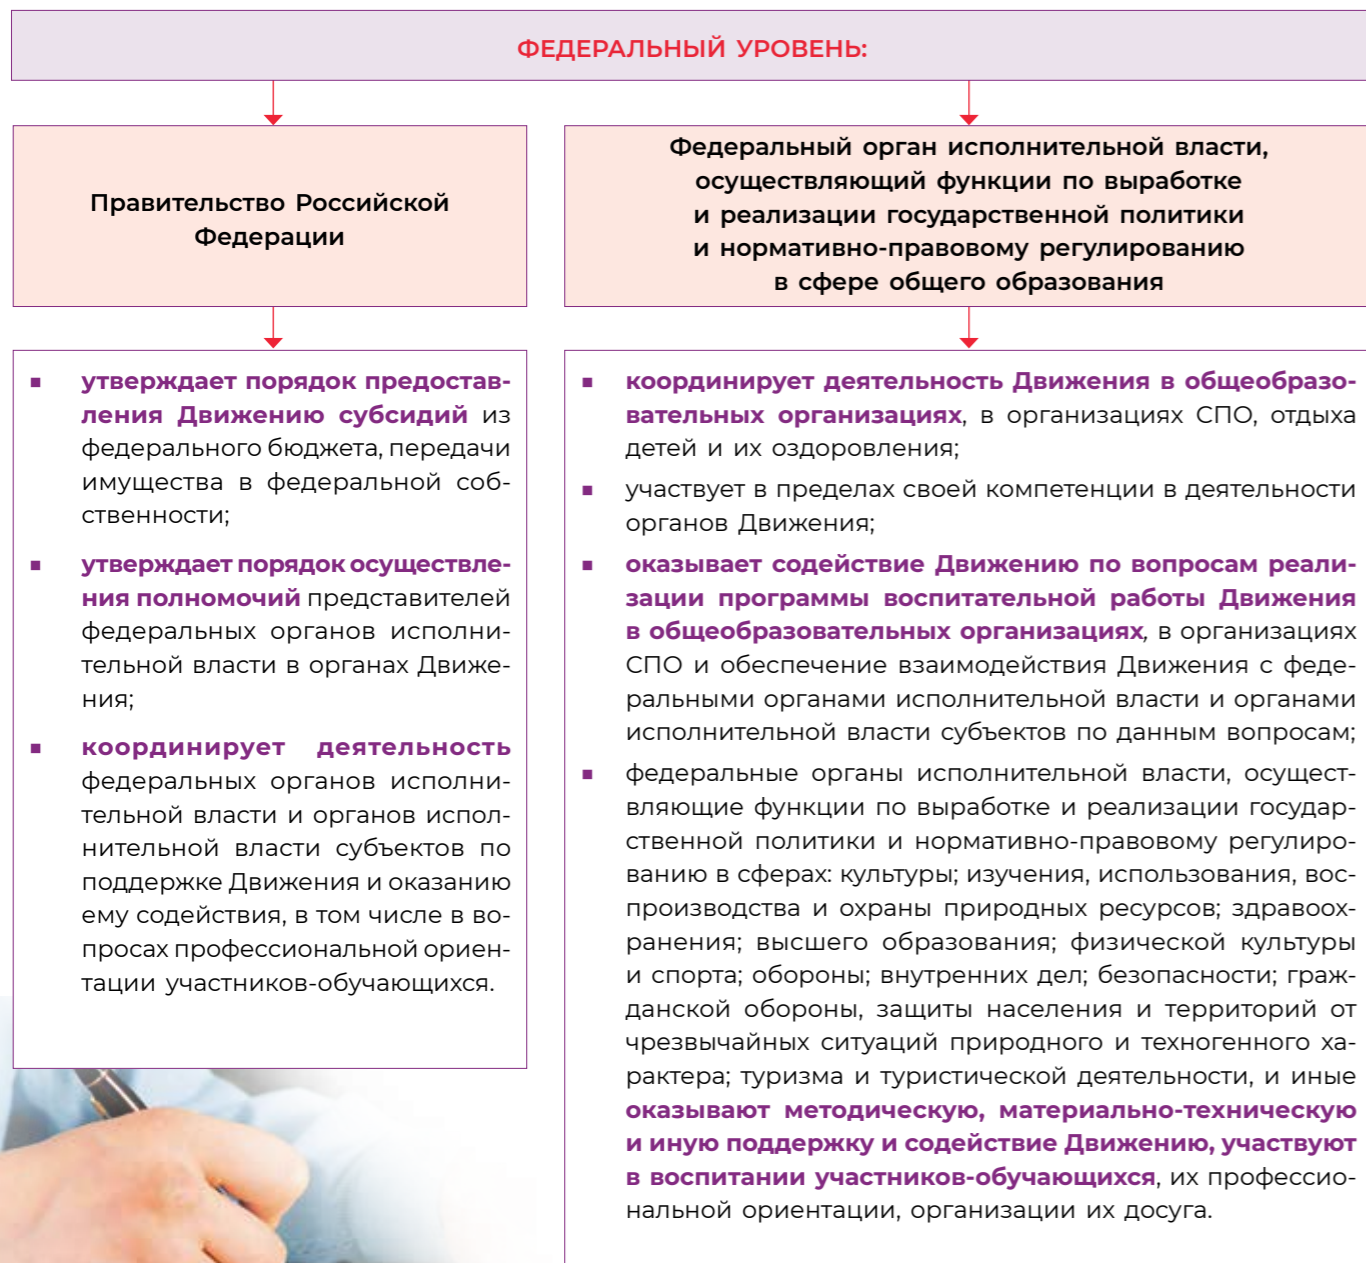 ФЕДЕРАЛЬНЫЙ УРОВЕНЬ:
Правительство Российской
Федерации
утверждает порядок предостав-
ления Движению субсидий из
федерального бюджета, передачи
имущества в федеральной соб-
ственности;
утверждает порядок осуществле-
ния полномочий представителей
федеральных органов исполни-
тельной власти в органах Движе-
ния;
координирует деятельность
федеральных органов исполни-
тельной власти и органов испол-
нительной власти субъектов по
поддержке Движения и оказанию
ему содействия, в том числе в во-
просах профессиональной ориен-
тации участников-обучающихся.
Федеральный орган исполнительной власти,
осуществляющий функции по выработке
и реализации государственной политики
и нормативно-правовому регулированию
в сфере общего образования
координирует деятельность Движения в общеобразо-
вательных организациях, в организациях СПО, отдыха
детей и их оздоровления;
участвует в пределах своей компетенции в деятельности
органов Движения;
оказывает содействие Движению по вопросам реали-
зации программы воспитательной работы Движения
в общеобразовательных организациях, в организациях
СПО и обеспечение взаимодействия Движения с феде-
ральными органами исполнительной власти и органами
исполнительной власти субъектов по данным вопросам;
федеральные органы исполнительной власти, осущест-
вляющие функции по выработке и реализации государ-
ственной политики и нормативно-правовому регулиро-
ванию в сферах: культуры; изучения, использования, вос-
производства и охраны природных ресурсов; здравоох-
ранения; высшего образования; физической культуры
и спорта; обороны; внутренних дел; безопасности; граж-
данской обороны, защиты населения и территорий от
чрезвычайных ситуаций природного и техногенного ха-
рактера; туризма и туристической деятельности, и иные
оказывают методическую, материально-техническую
и иную поддержку и содействие Движению, участвуют
в воспитании участников-обучающихся, их профессио-
нальной ориентации, организации их досуга.